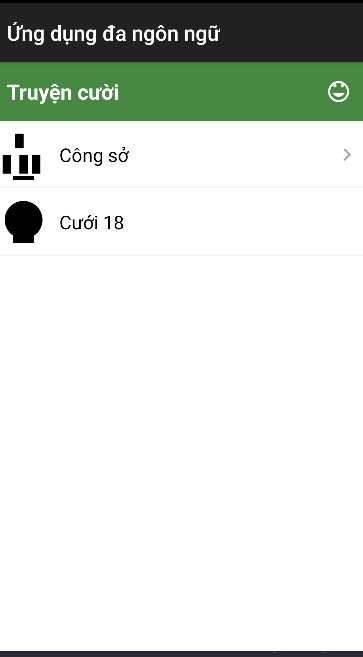 Ứng dụng đa ngôn ngữ
Truyện cười
Công sở
Cưới 18